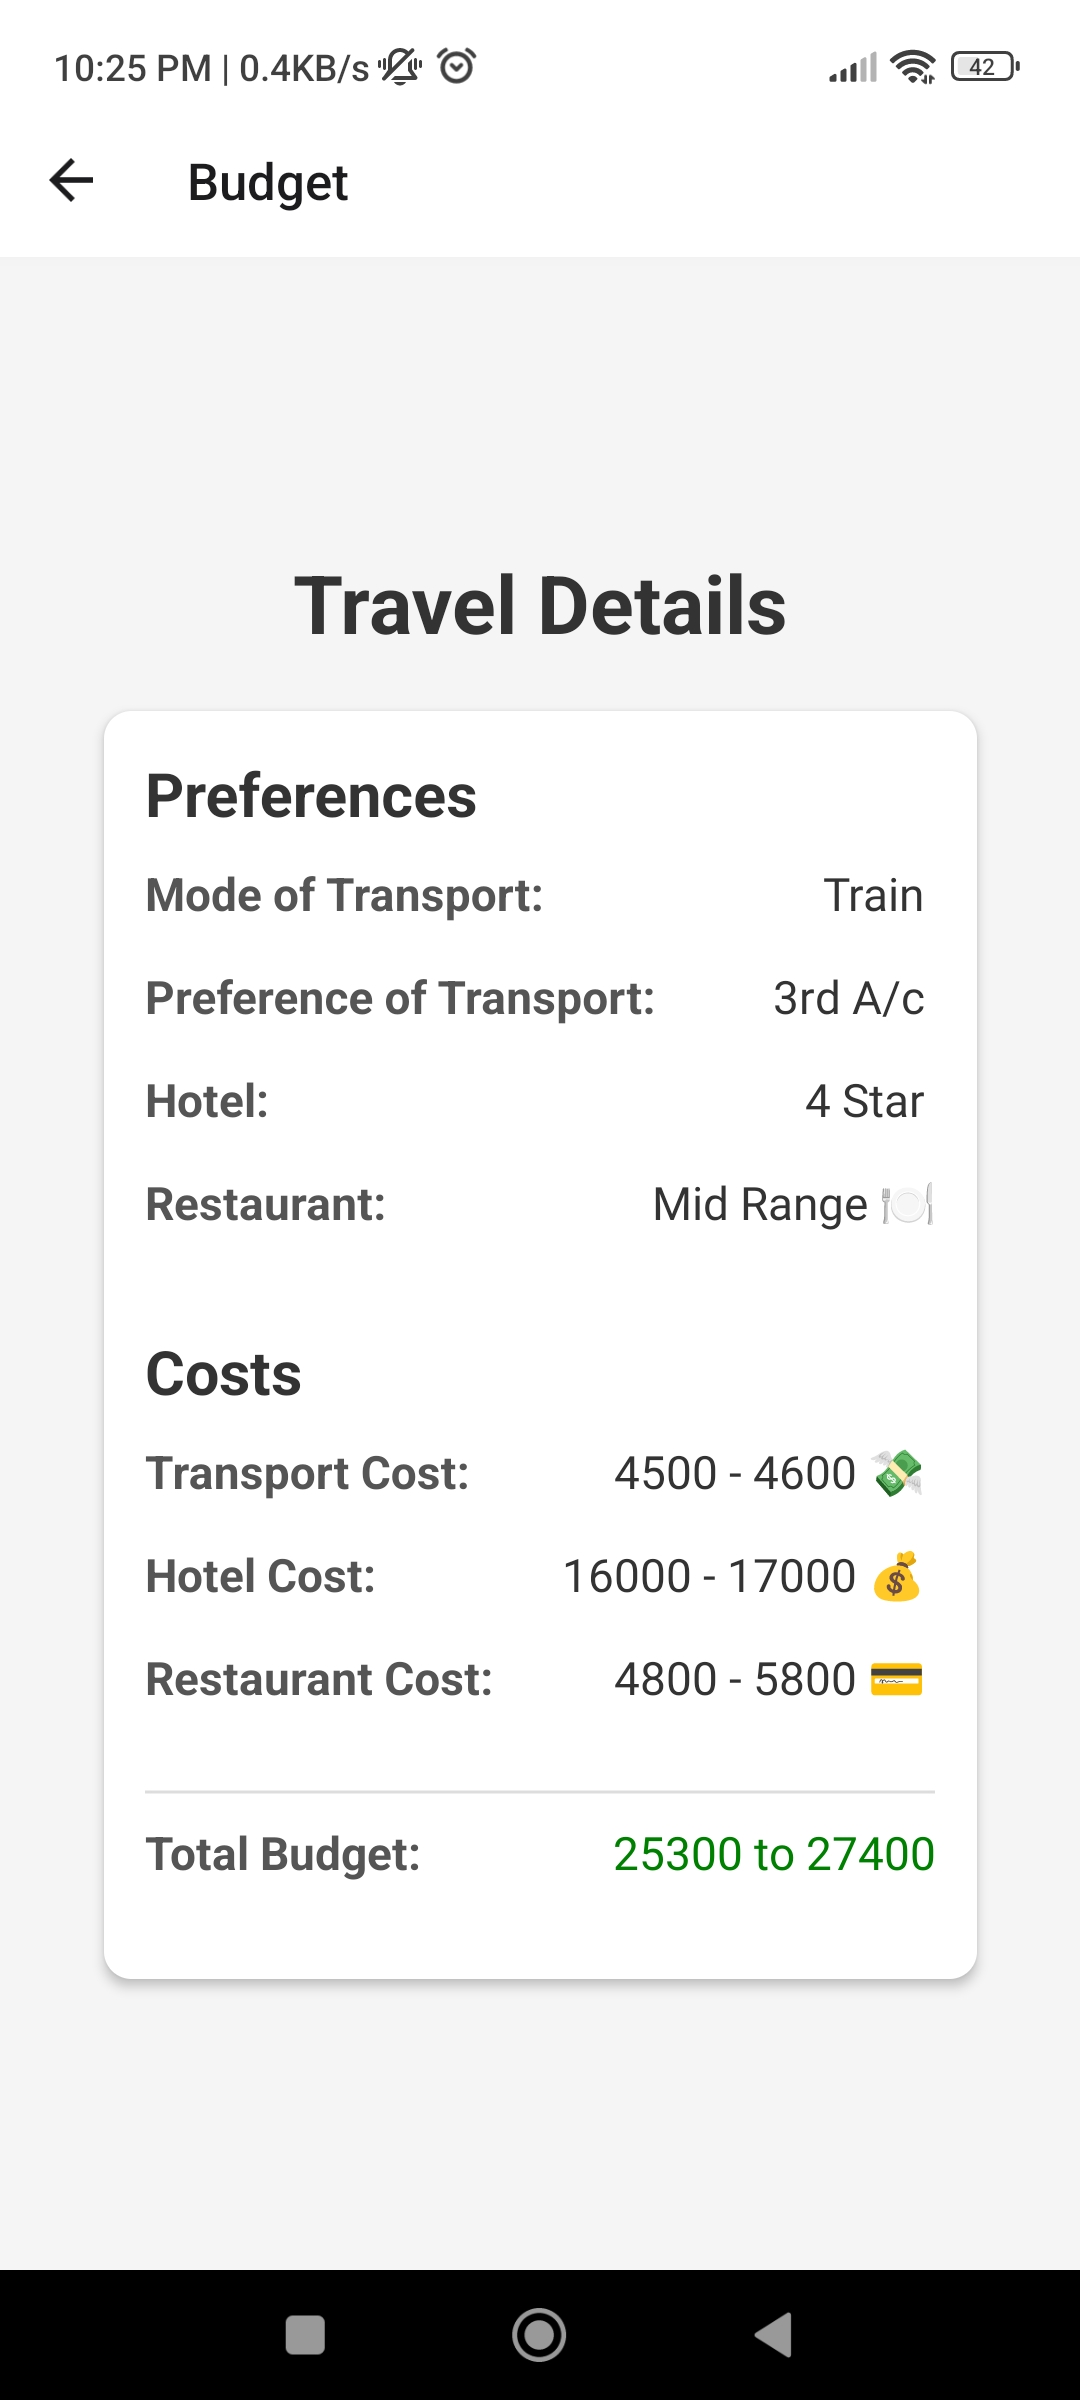 10:25 PM | 0.4KB/s 42
Budget
Travel Details
Preferences
Mode of Transport: Train
Preference of Transport: 3rd A/c
Hotel: 4 Star
Restaurant: Mid Range 🍽️
Costs
Transport Cost: 4500 - 4600 💸
Hotel Cost: 16000 - 17000 💰
Restaurant Cost: 4800 - 5800 💳
Total Budget: 25300 to 27400